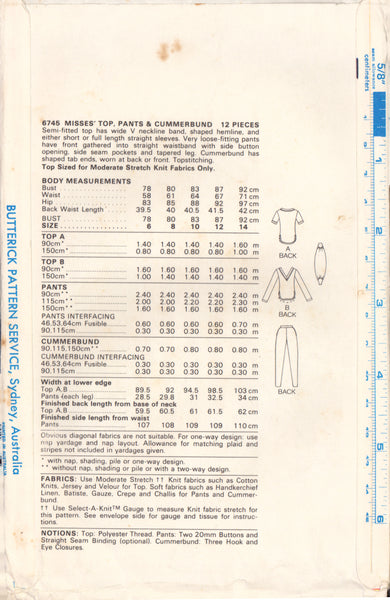 6745 MISSES' TOP, PANTS & CUMMERBUND 12 PIECES
Semi-fitted top has wide V neckline band, shaped hemline, and
either short or full length straight sleeves. Very loose-fitting pants
have front gathered into straight waistband with side button
opening, side seam pockets and tapered leg. Cummerbund has
shaped tab ends, worn at back or front. Topstitching.
Top Sized for Moderate Stretch Knit Fabrics Only.
BODY MEASUREMENTS
Bust 78 80 83 87 92 cm
Waist 58 61 64 67 71 cm
Hip 83 85 88 92 97 cm
Back Waist Length 39.5 40 40.5 41.5 42 cm
BUST 78 80 83 87 92 cm
SIZE 6 8 10 12 14
TOP A
90cm* 1.40 1.40 1.40 1.40 1.60 m
150cm* 0.80 0.80 0.80 0.80 1.00 m
TOP B
90cm* 1.60 1.60 1.60 1.60 1.60 m
150cm* 1.40 1.40 1.40 1.40 1.40 m
PANTS
90cm** 2.40 2.40 2.40 2.40 2.40 m
115cm** 2.00 2.00 2.20 2.20 2.40 m
150cm** 1.60 1.60 1.60 1.60 1.60 m
PANTS INTERFACING
46,53,64cm Fusible 0.60 0.60 0.60 0.70 0.70 m
90,115cm 0.30 0.30 0.30 0.30 0.30 m
CUMMERBUND
90,115,150cm** 0.70 0.70 0.80 0.80 0.80 m
CUMMERBUND INTERFACING
46,53,64cm Fusible 0.30 0.30 0.30 0.30 0.30 m
90,115cm 0.30 0.30 0.30 0.30 0.30 m
Width at lower edge
Top A,B 89.5 92 94.5 98.5 103 cm
Pants (each leg) 28.5 29.8 31 32.5 34 cm
Finished back length from base of neck
Top A,B 59.5 60.5 61 61.5 62 cm
Finished side length from waist
Pants 107 108 109 109 110 cm
Obvious diagonal fabrics are not suitable. For one-way design: use
nap yardage and nap layout. Allowance for matching plaid and
stripes not included in yardages given.
* with nap, shading, pile or one-way design.
** without nap, shading or pile or with a two-way design.
FABRICS: Use Moderate Stretch †† Knit fabrics such as Cotton
Knits, Jersey and Velour for Top. Soft fabrics such as Handkerchief
Linen, Batiste, Gauze, Crepe and Challis for Pants and Cummer-
bund.
†† Use Select-A-Knit™ Gauge to measure Knit fabric stretch for
this pattern. See envelope side for gauge and tissue for instruc-
tions.
NOTIONS: Top: Polyester Thread. Pants: Two 20mm Buttons and
Straight Seam Binding (optional). Cummerbund: Three Hook and
Eye Closures.
A
BACK
B
BACK
BACK
BUTTERICK PATTERN SERVICE, Sydney, Australia
5/8"
seam allowance
centimeters
1
2
3
4
5
6